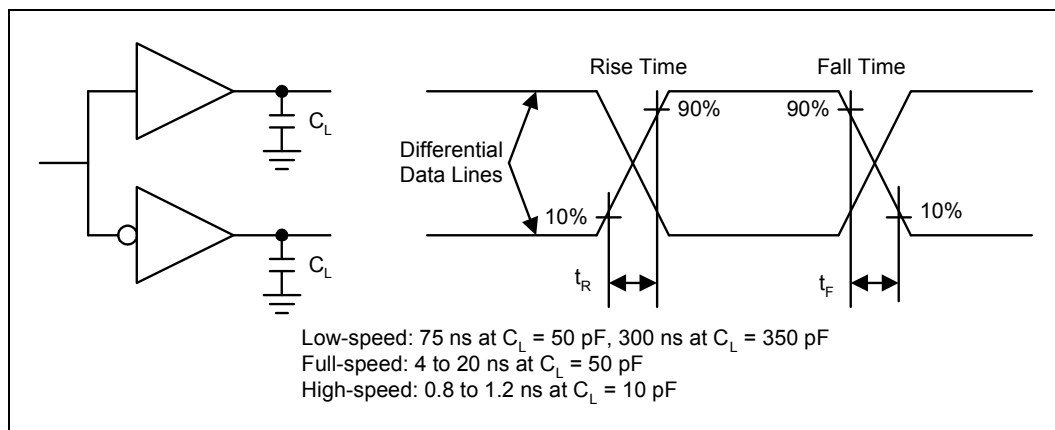 Rise Time
Fall Time
90%
90%
C_L
Differential
Data Lines
10%
10%
C_L
t_R
t_F
Low-speed: 75 ns at C_L = 50 pF, 300 ns at C_L = 350 pF
Full-speed: 4 to 20 ns at C_L = 50 pF
High-speed: 0.8 to 1.2 ns at C_L = 10 pF